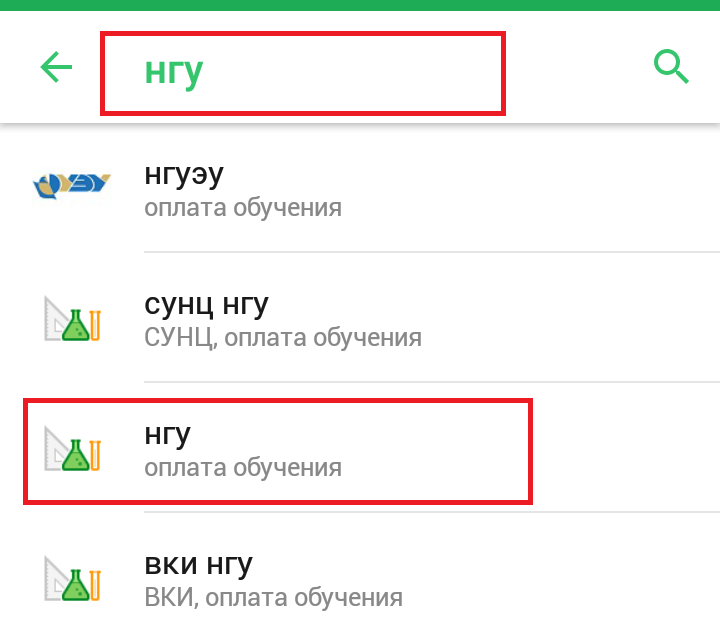 нгу
нгуэу
оплата обучения
сунц нгу
СУНЦ, оплата обучения
нгу
оплата обучения
вки нгу
ВКИ, оплата обучения